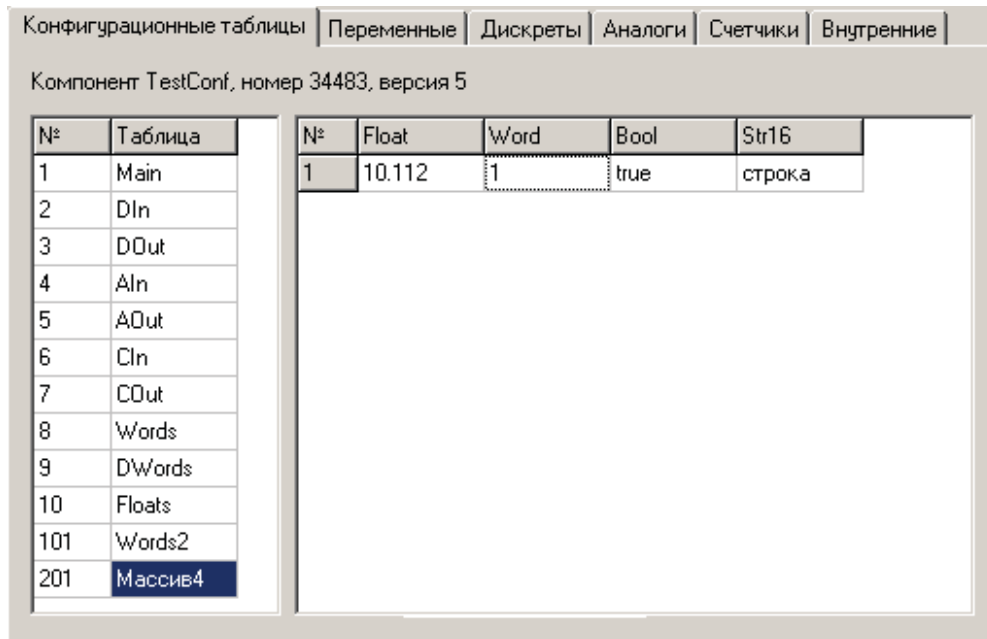 Конфигурационные таблицы Переменные Дискреты Аналоги Счетчики Внутренние
Компонент TestConf, номер 34483, версия 5
№ Таблица
1 Main
2 DIn
3 DOut
4 AIn
5 AOut
6 CIn
7 COut
8 Words
9 DWords
10 Floats
101 Words2
201 Массив4
№ Float Word Bool Str16
1 10.112 1 true строка